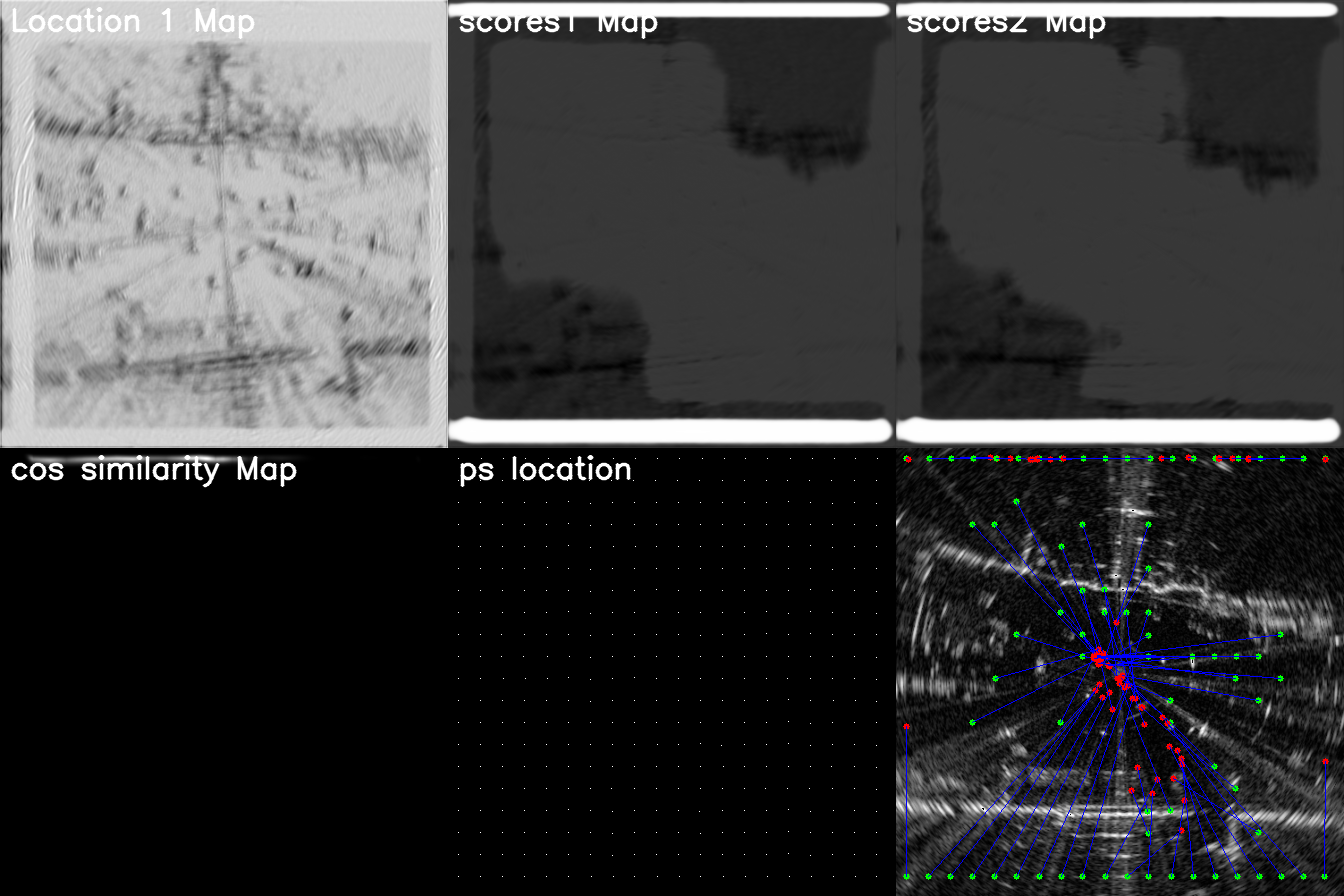 Location 1 Map
scores1 Map
scores2 Map
cos similarity Map
ps location